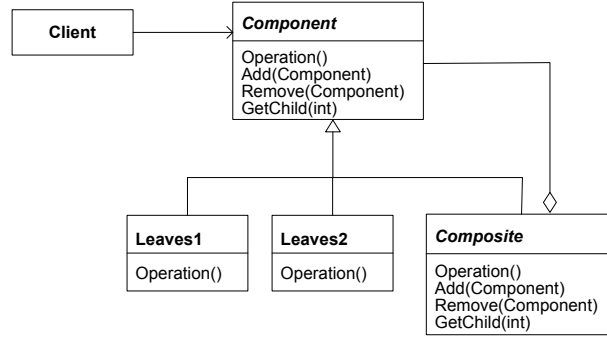 Client
Component
Operation()
Add(Component)
Remove(Component)
GetChild(int)
Leaves1
Operation()
Leaves2
Operation()
Composite
Operation()
Add(Component)
Remove(Component)
GetChild(int)